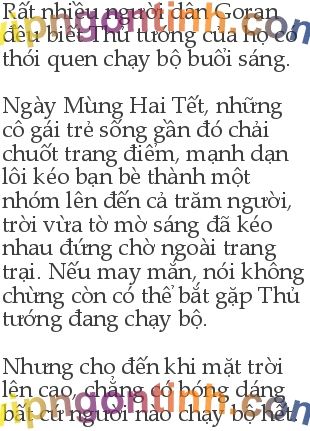 Rất nhiều người dân Goran
đều biết Thủ tướng của họ có
thói quen chạy bộ buổi sáng.
Ngày Mùng Hai Tết, những
cô gái trẻ sống gần đó chải
chuốt trang điểm, mạnh dạn
lôi kéo bạn bè thành một
nhóm lên đến cả trăm người,
trời vừa tờ mờ sáng đã kéo
nhau đứng chờ ngoài trang
trại. Nếu may mắn, nói không
chừng còn có thể bắt gặp Thủ
tướng đang chạy bộ.
Nhưng cho đến khi mặt trời
lên cao, chẳng có bóng dáng
bất cứ người nào chạy bộ hết.
vipngontinh.com
vipngontinh.com